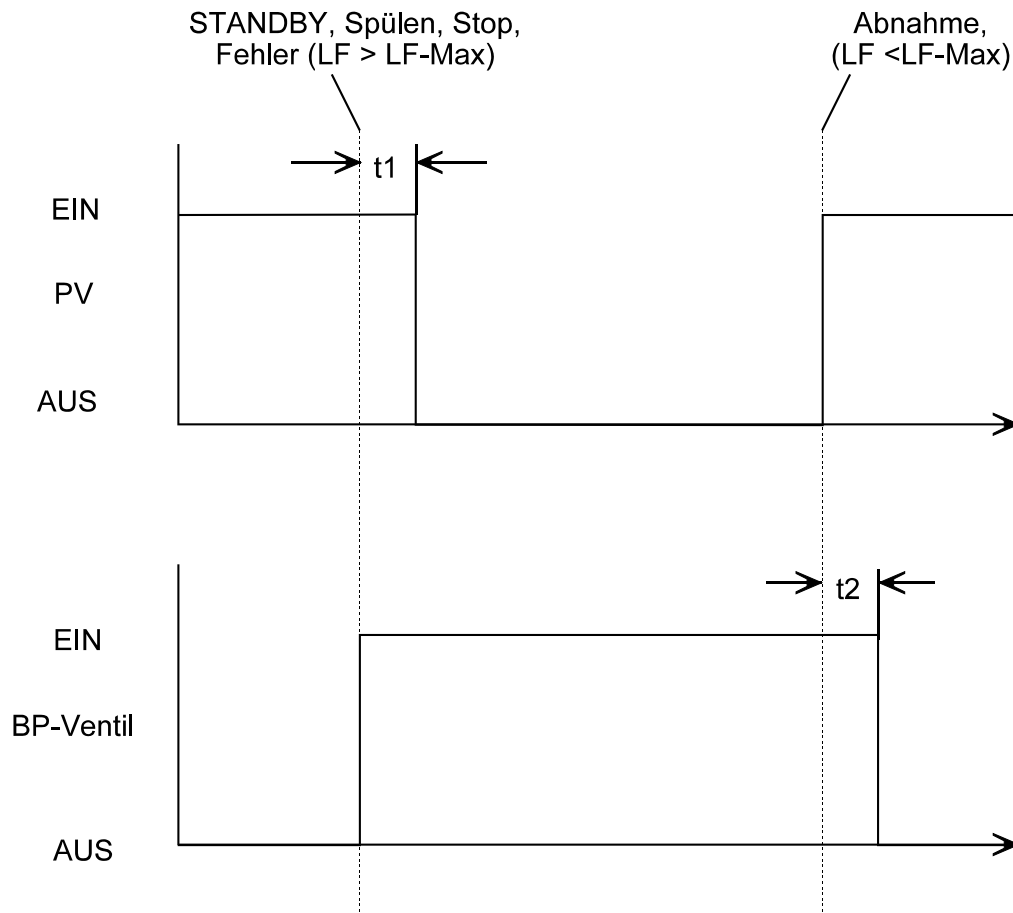 STANDBY, Spülen, Stop,
Fehler (LF > LF-Max)
Abnahme,
(LF <LF-Max)
t1
EIN
PV
AUS
t2
EIN
BP-Ventil
AUS